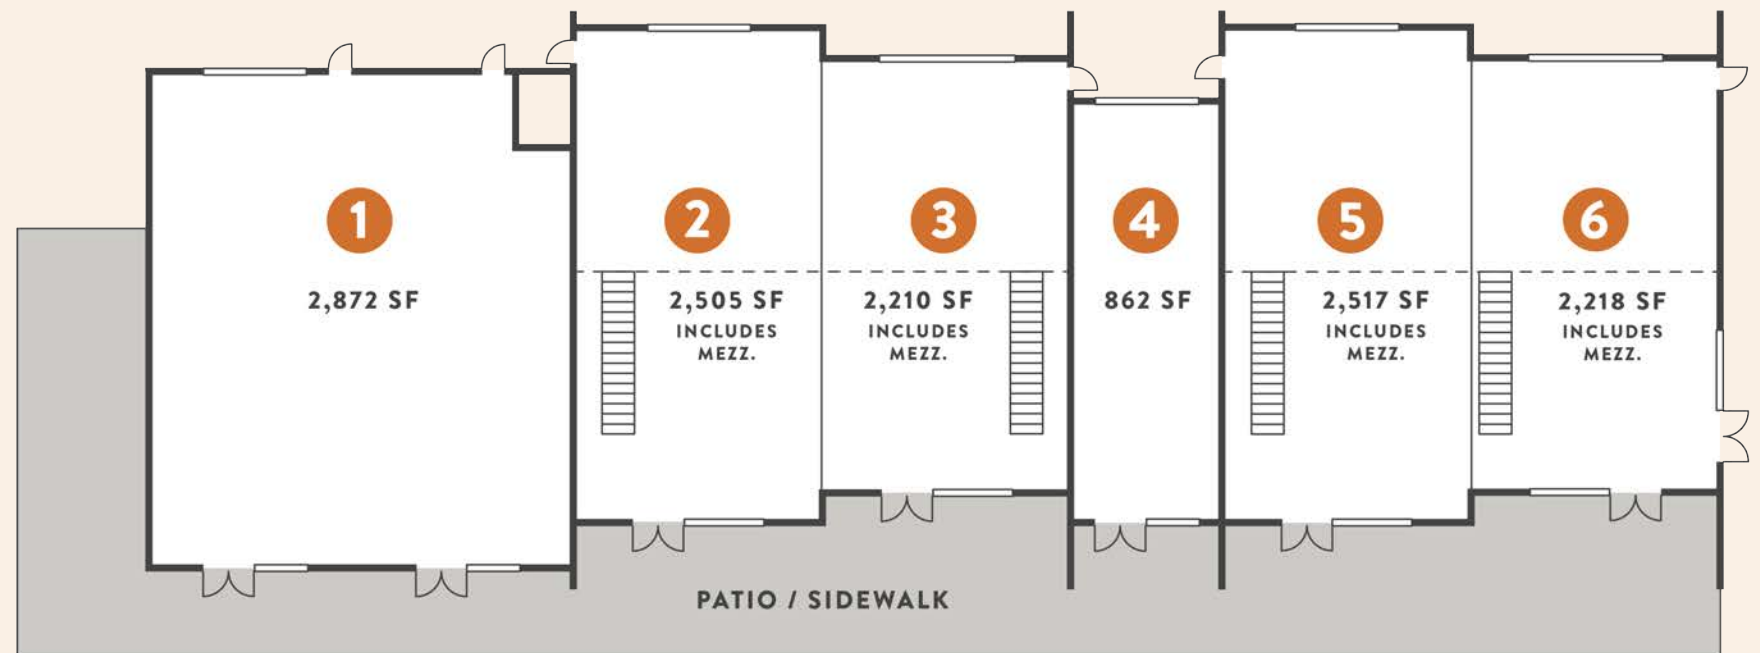 1
2,872 SF
2
2,505 SF
INCLUDES
MEZZ.
3
2,210 SF
INCLUDES
MEZZ.
4
862 SF
5
2,517 SF
INCLUDES
MEZZ.
6
2,218 SF
INCLUDES
MEZZ.
PATIO / SIDEWALK